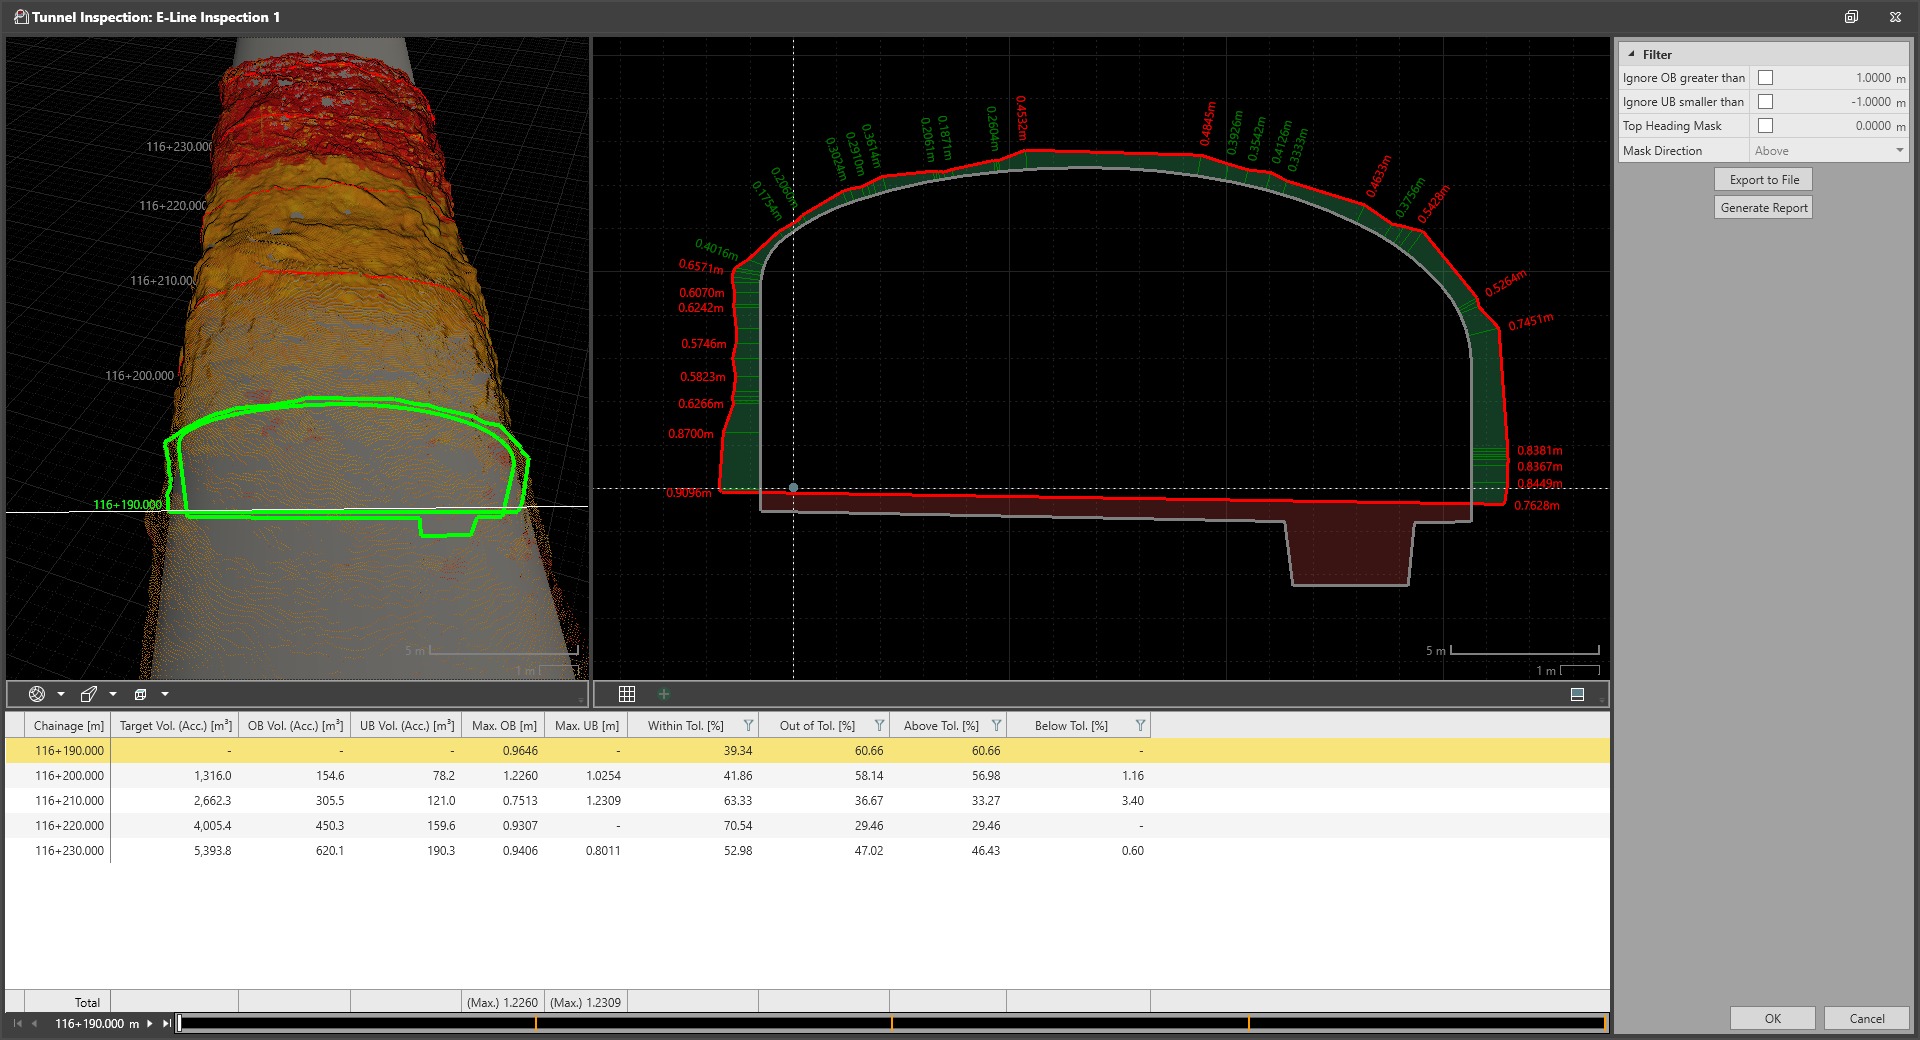 Tunnel Inspection: E-Line Inspection 1
116+230.000
116+220.000
116+210.000
116+200.000
116+190.000
5 m
1 m
0.4532m
0.4845m
0.2604m
0.1871m
0.2061m
0.3614m
0.2910m
0.3024m
0.2060m
0.1754m
0.4016m
0.6571m
0.6070m
0.6242m
0.5746m
0.5823m
0.6266m
0.8700m
0.9096m
0.3926m
0.3542m
0.4126m
0.3333m
0.4633m
0.3756m
0.5428m
0.5264m
0.7451m
0.8381m
0.8367m
0.8449m
0.7628m
5 m
1 m
Filter
Ignore OB greater than 1.0000 m
Ignore UB smaller than -1.0000 m
Top Heading Mask 0.0000 m
Mask Direction Above
Export to File
Generate Report
Chainage [m] Target Vol. (Acc.) [m³] OB Vol. (Acc.) [m³] UB Vol. (Acc.) [m³] Max. OB [m] Max. UB [m] Within Tol. [%] Out of Tol. [%] Above Tol. [%] Below Tol. [%]
116+190.000 - - - 0.9646 - 39.34 60.66 60.66 -
116+200.000 1,316.0 154.6 78.2 1.2260 1.0254 41.86 58.14 56.98 1.16
116+210.000 2,662.3 305.5 121.0 0.7513 1.2309 63.33 36.67 33.27 3.40
116+220.000 4,005.4 450.3 159.6 0.9307 - 70.54 29.46 29.46 -
116+230.000 5,393.8 620.1 190.3 0.9406 0.8011 52.98 47.02 46.43 0.60
Total (Max.) 1.2260 (Max.) 1.2309
116+190.000 m
OK
Cancel